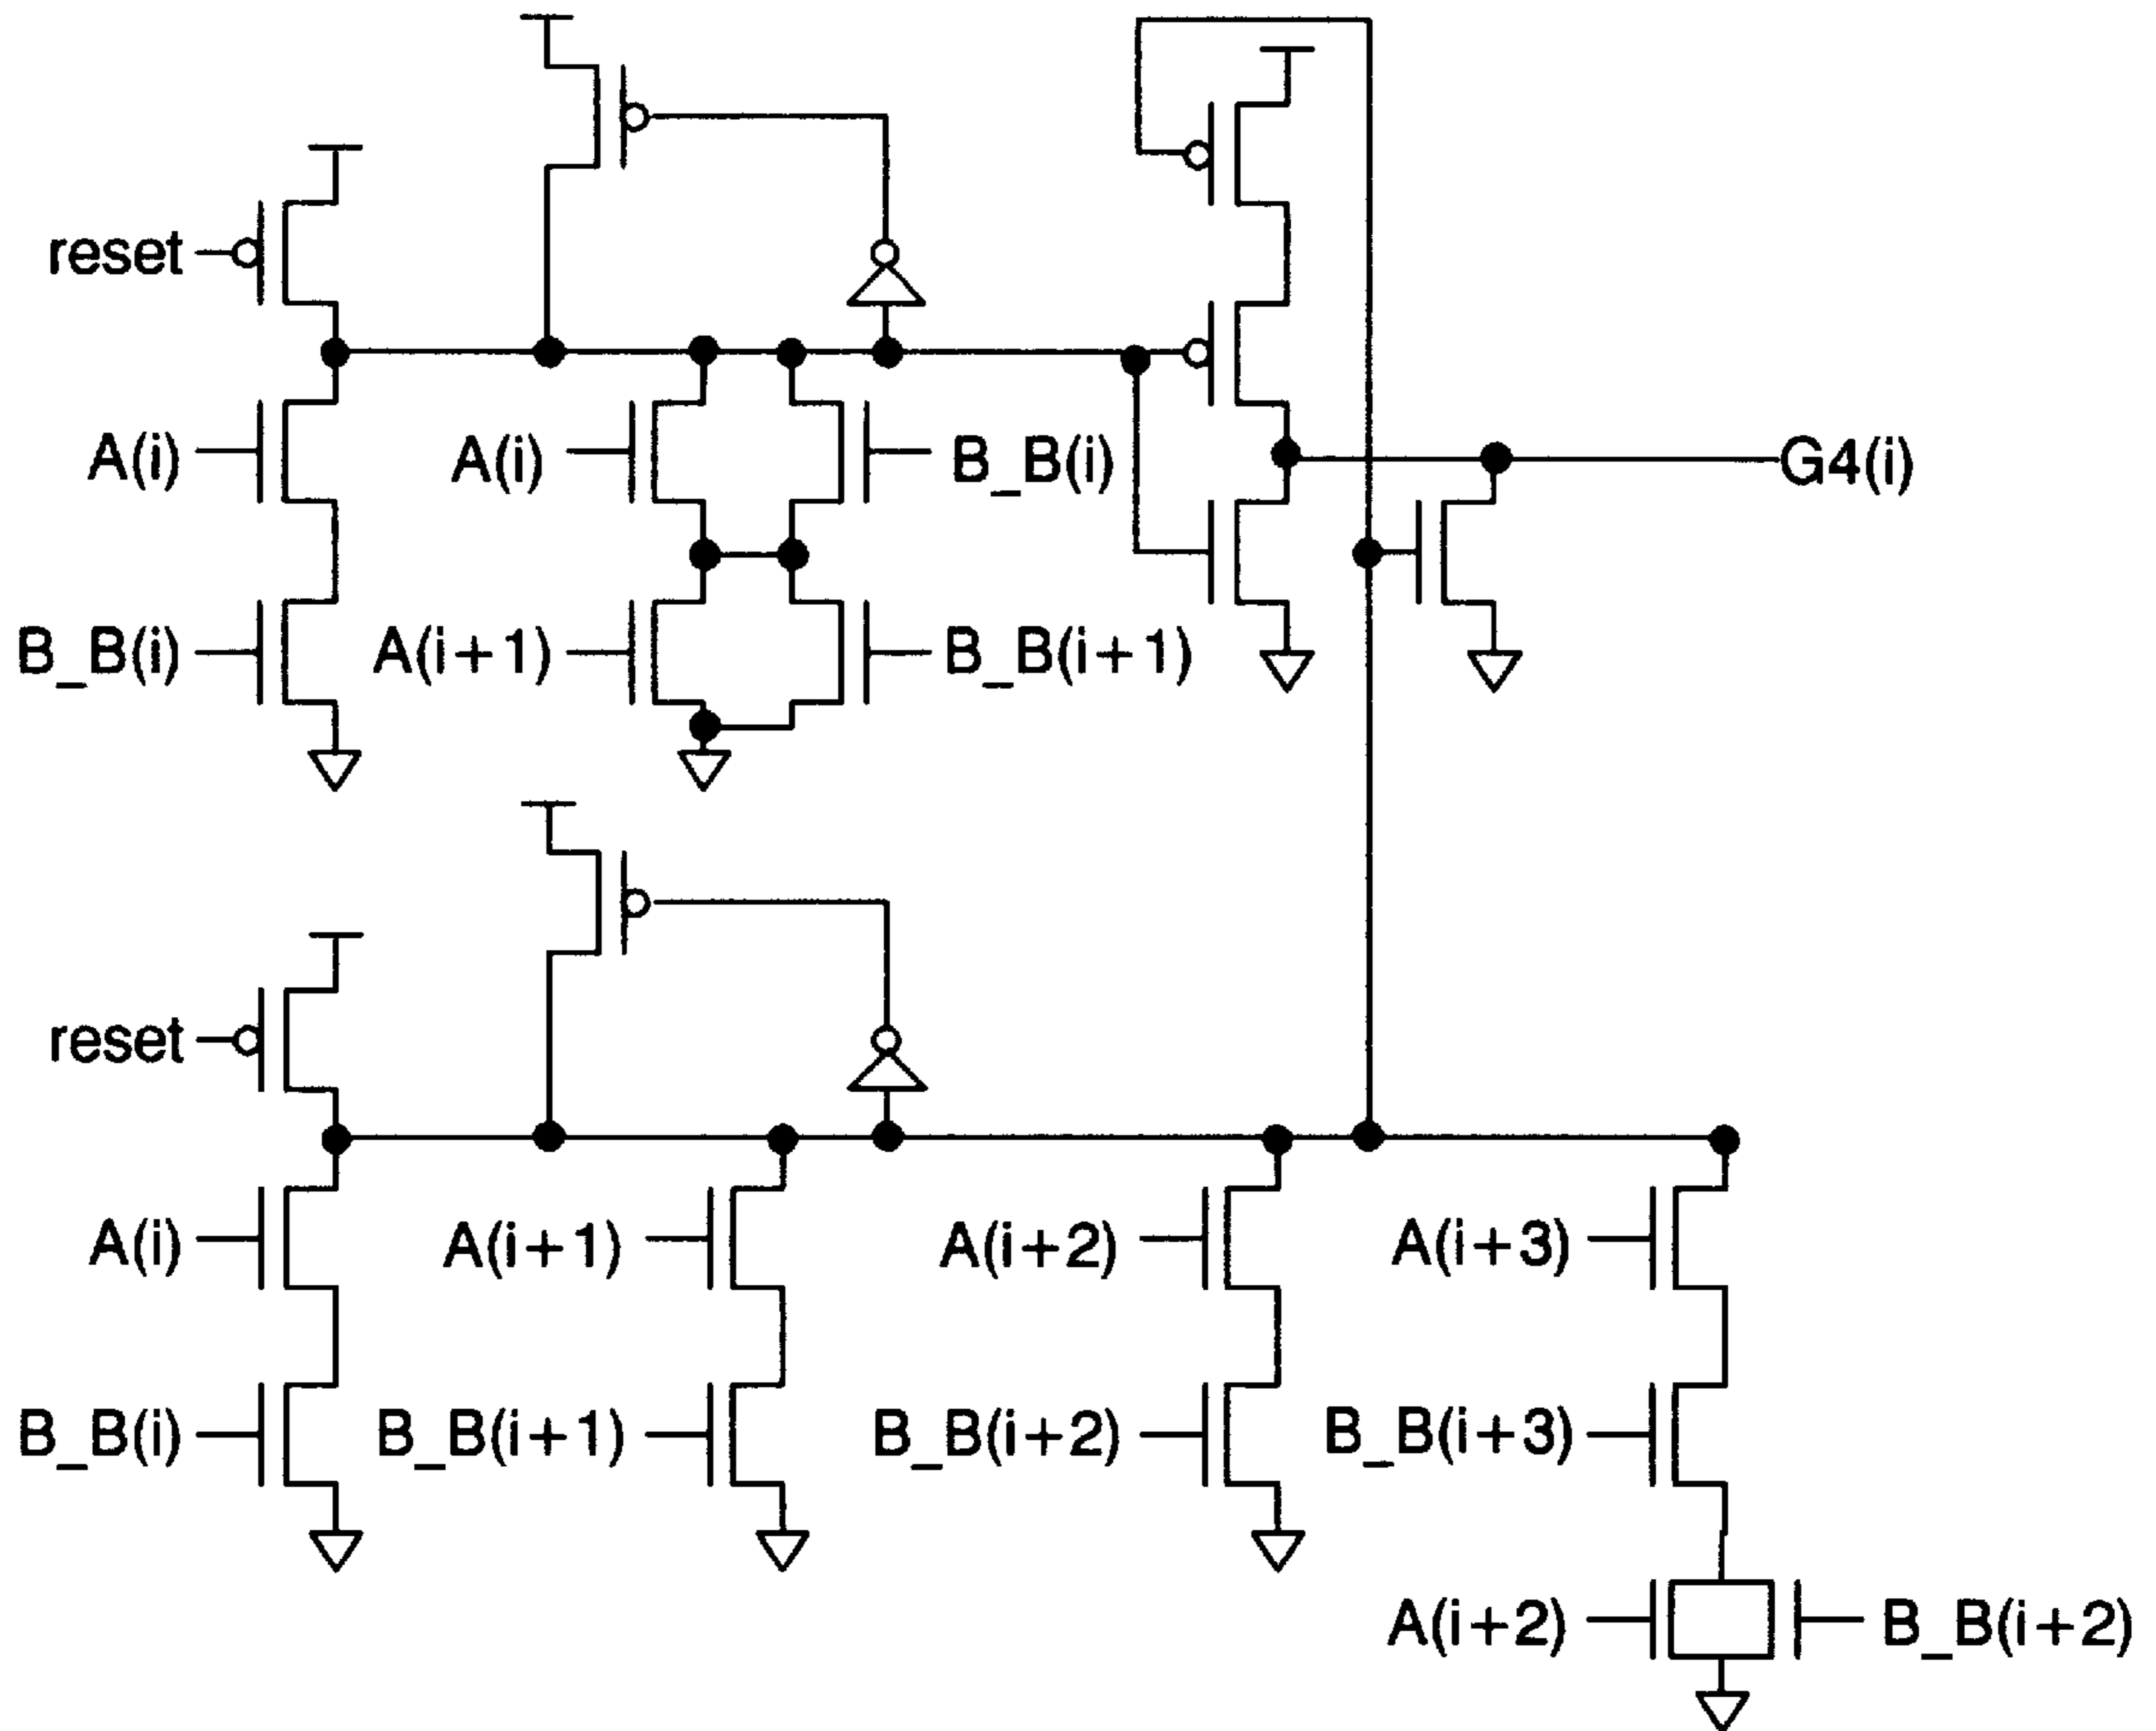 reset
A(i)
A(i)
B_B(i)
G4(i)
B_B(i)
A(i+1)
B_B(i+1)
reset
A(i)
A(i+1)
A(i+2)
A(i+3)
B_B(i)
B_B(i+1)
B_B(i+2)
B_B(i+3)
A(i+2)
B_B(i+2)